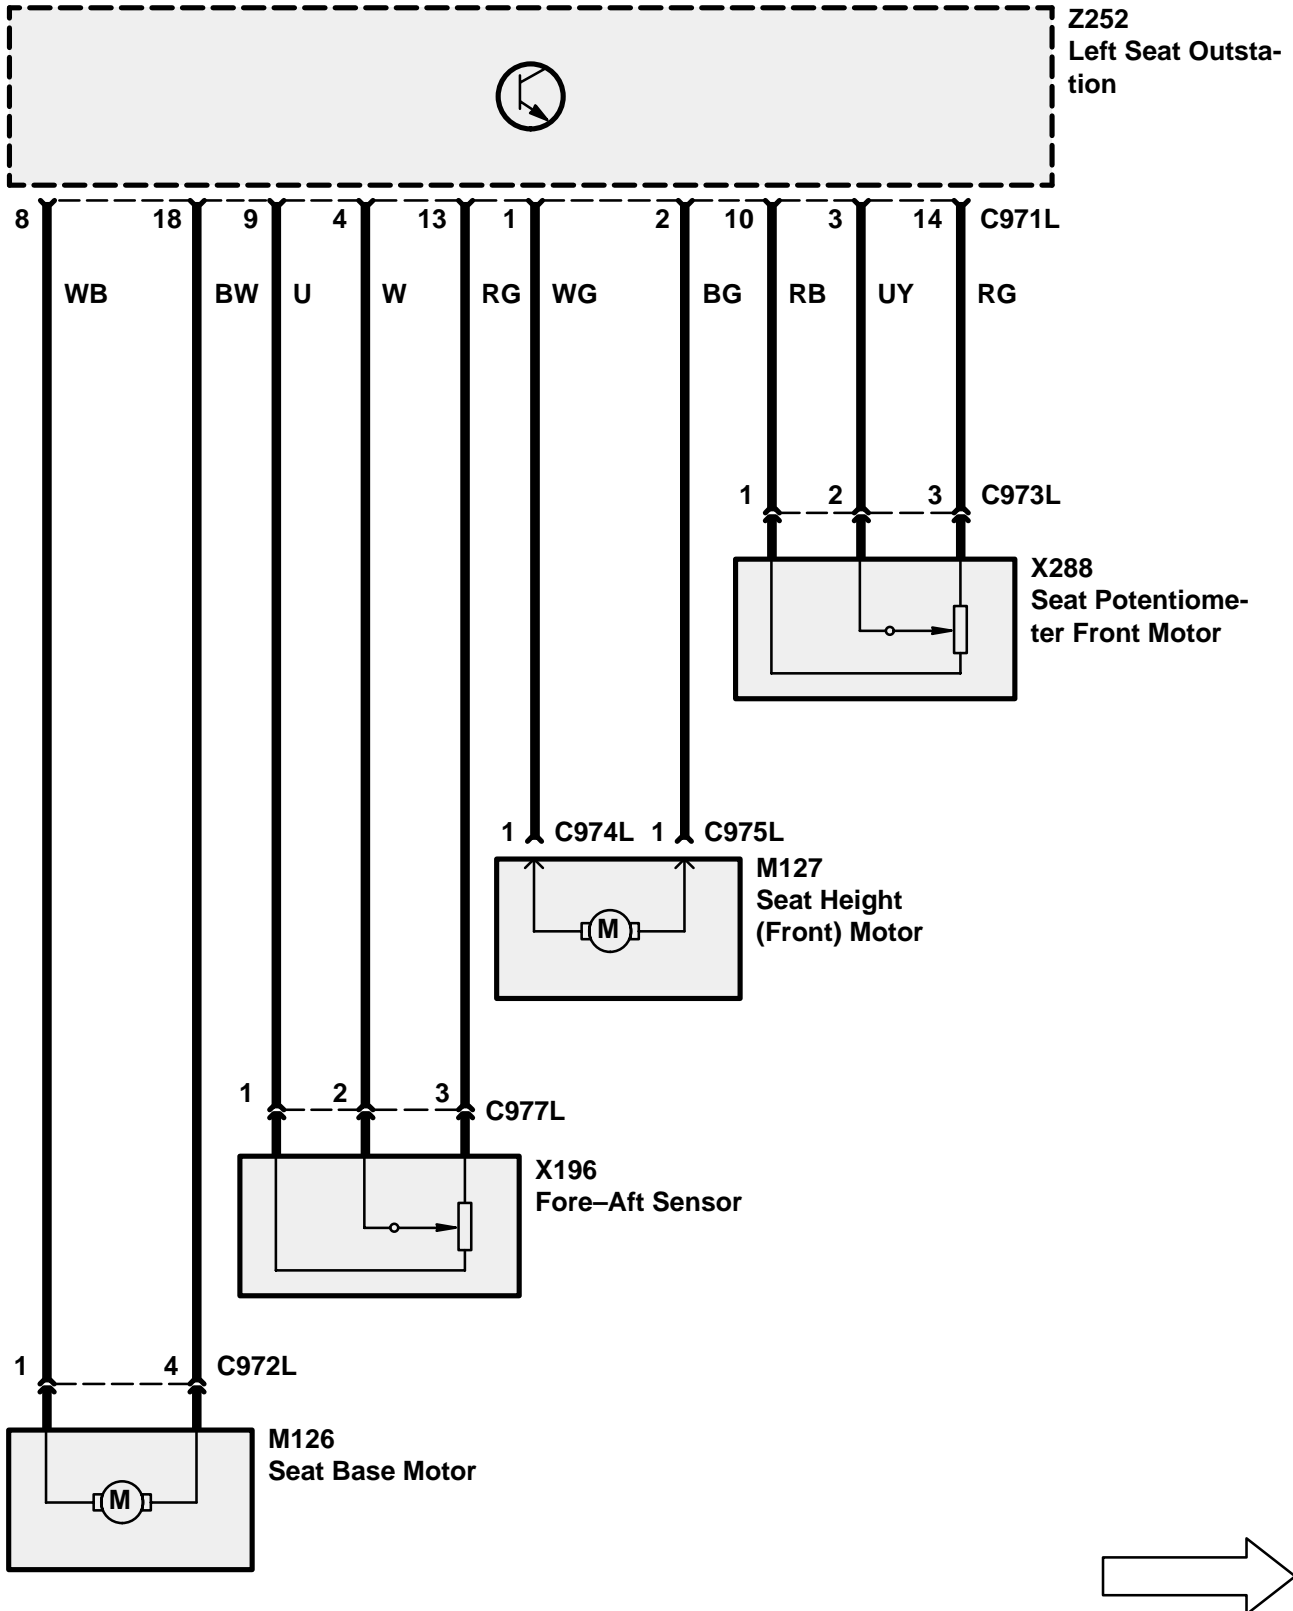 Z252
Left Seat Outsta-
tion
8 18 9 4 13 1 2 10 3 14 C971L
WB BW U W RG WG BG RB UY RG
1 2 3 C973L
X288
Seat Potentiome-
ter Front Motor
1 C974L 1 C975L
M127
Seat Height
(Front) Motor
M
1 2 3 C977L
X196
Fore–Aft Sensor
1 4 C972L
M126
Seat Base Motor
M